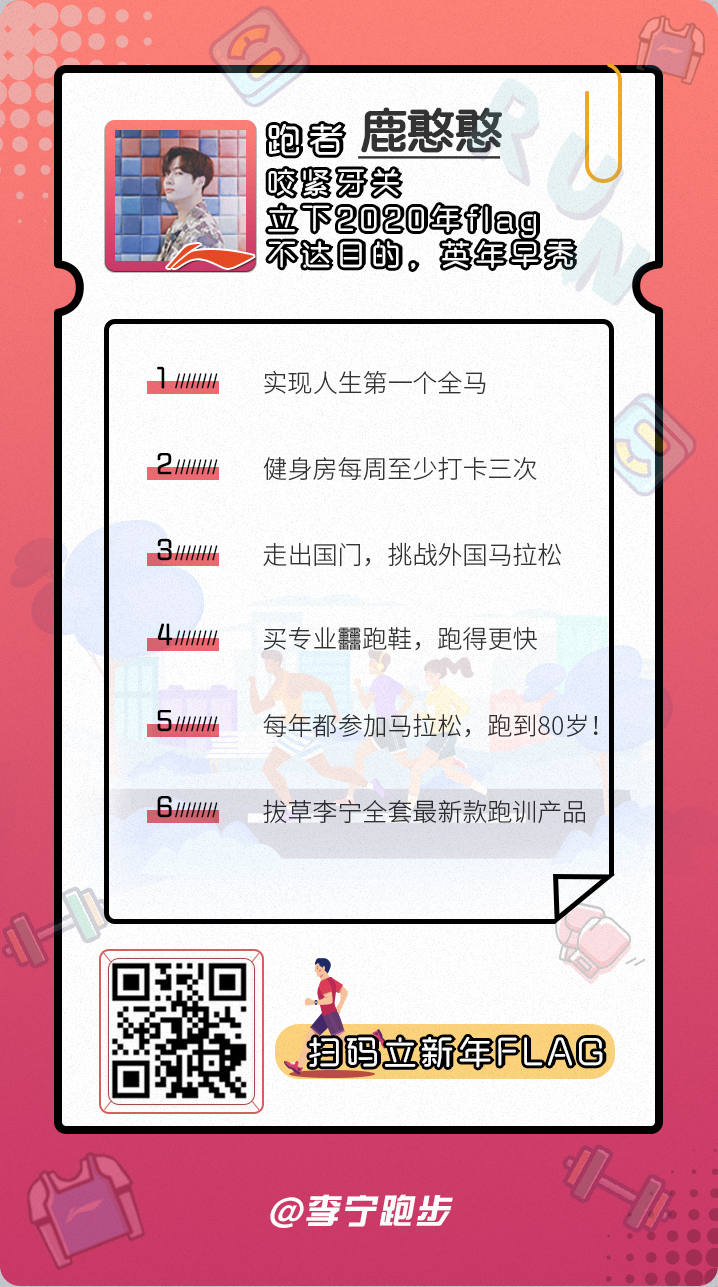 RUN
跑者 鹿憨憨
咬紧牙关
立下2020年flag
不达目的，英年早秃
1 实现人生第一个全马
2 健身房每周至少打卡三次
3 走出国门，挑战外国马拉松
4 买专业䨻跑鞋，跑得更快
5 每年都参加马拉松，跑到80岁！
6 拔草李宁全套最新款跑训产品
扫码立新年FLAG
@李宁跑步